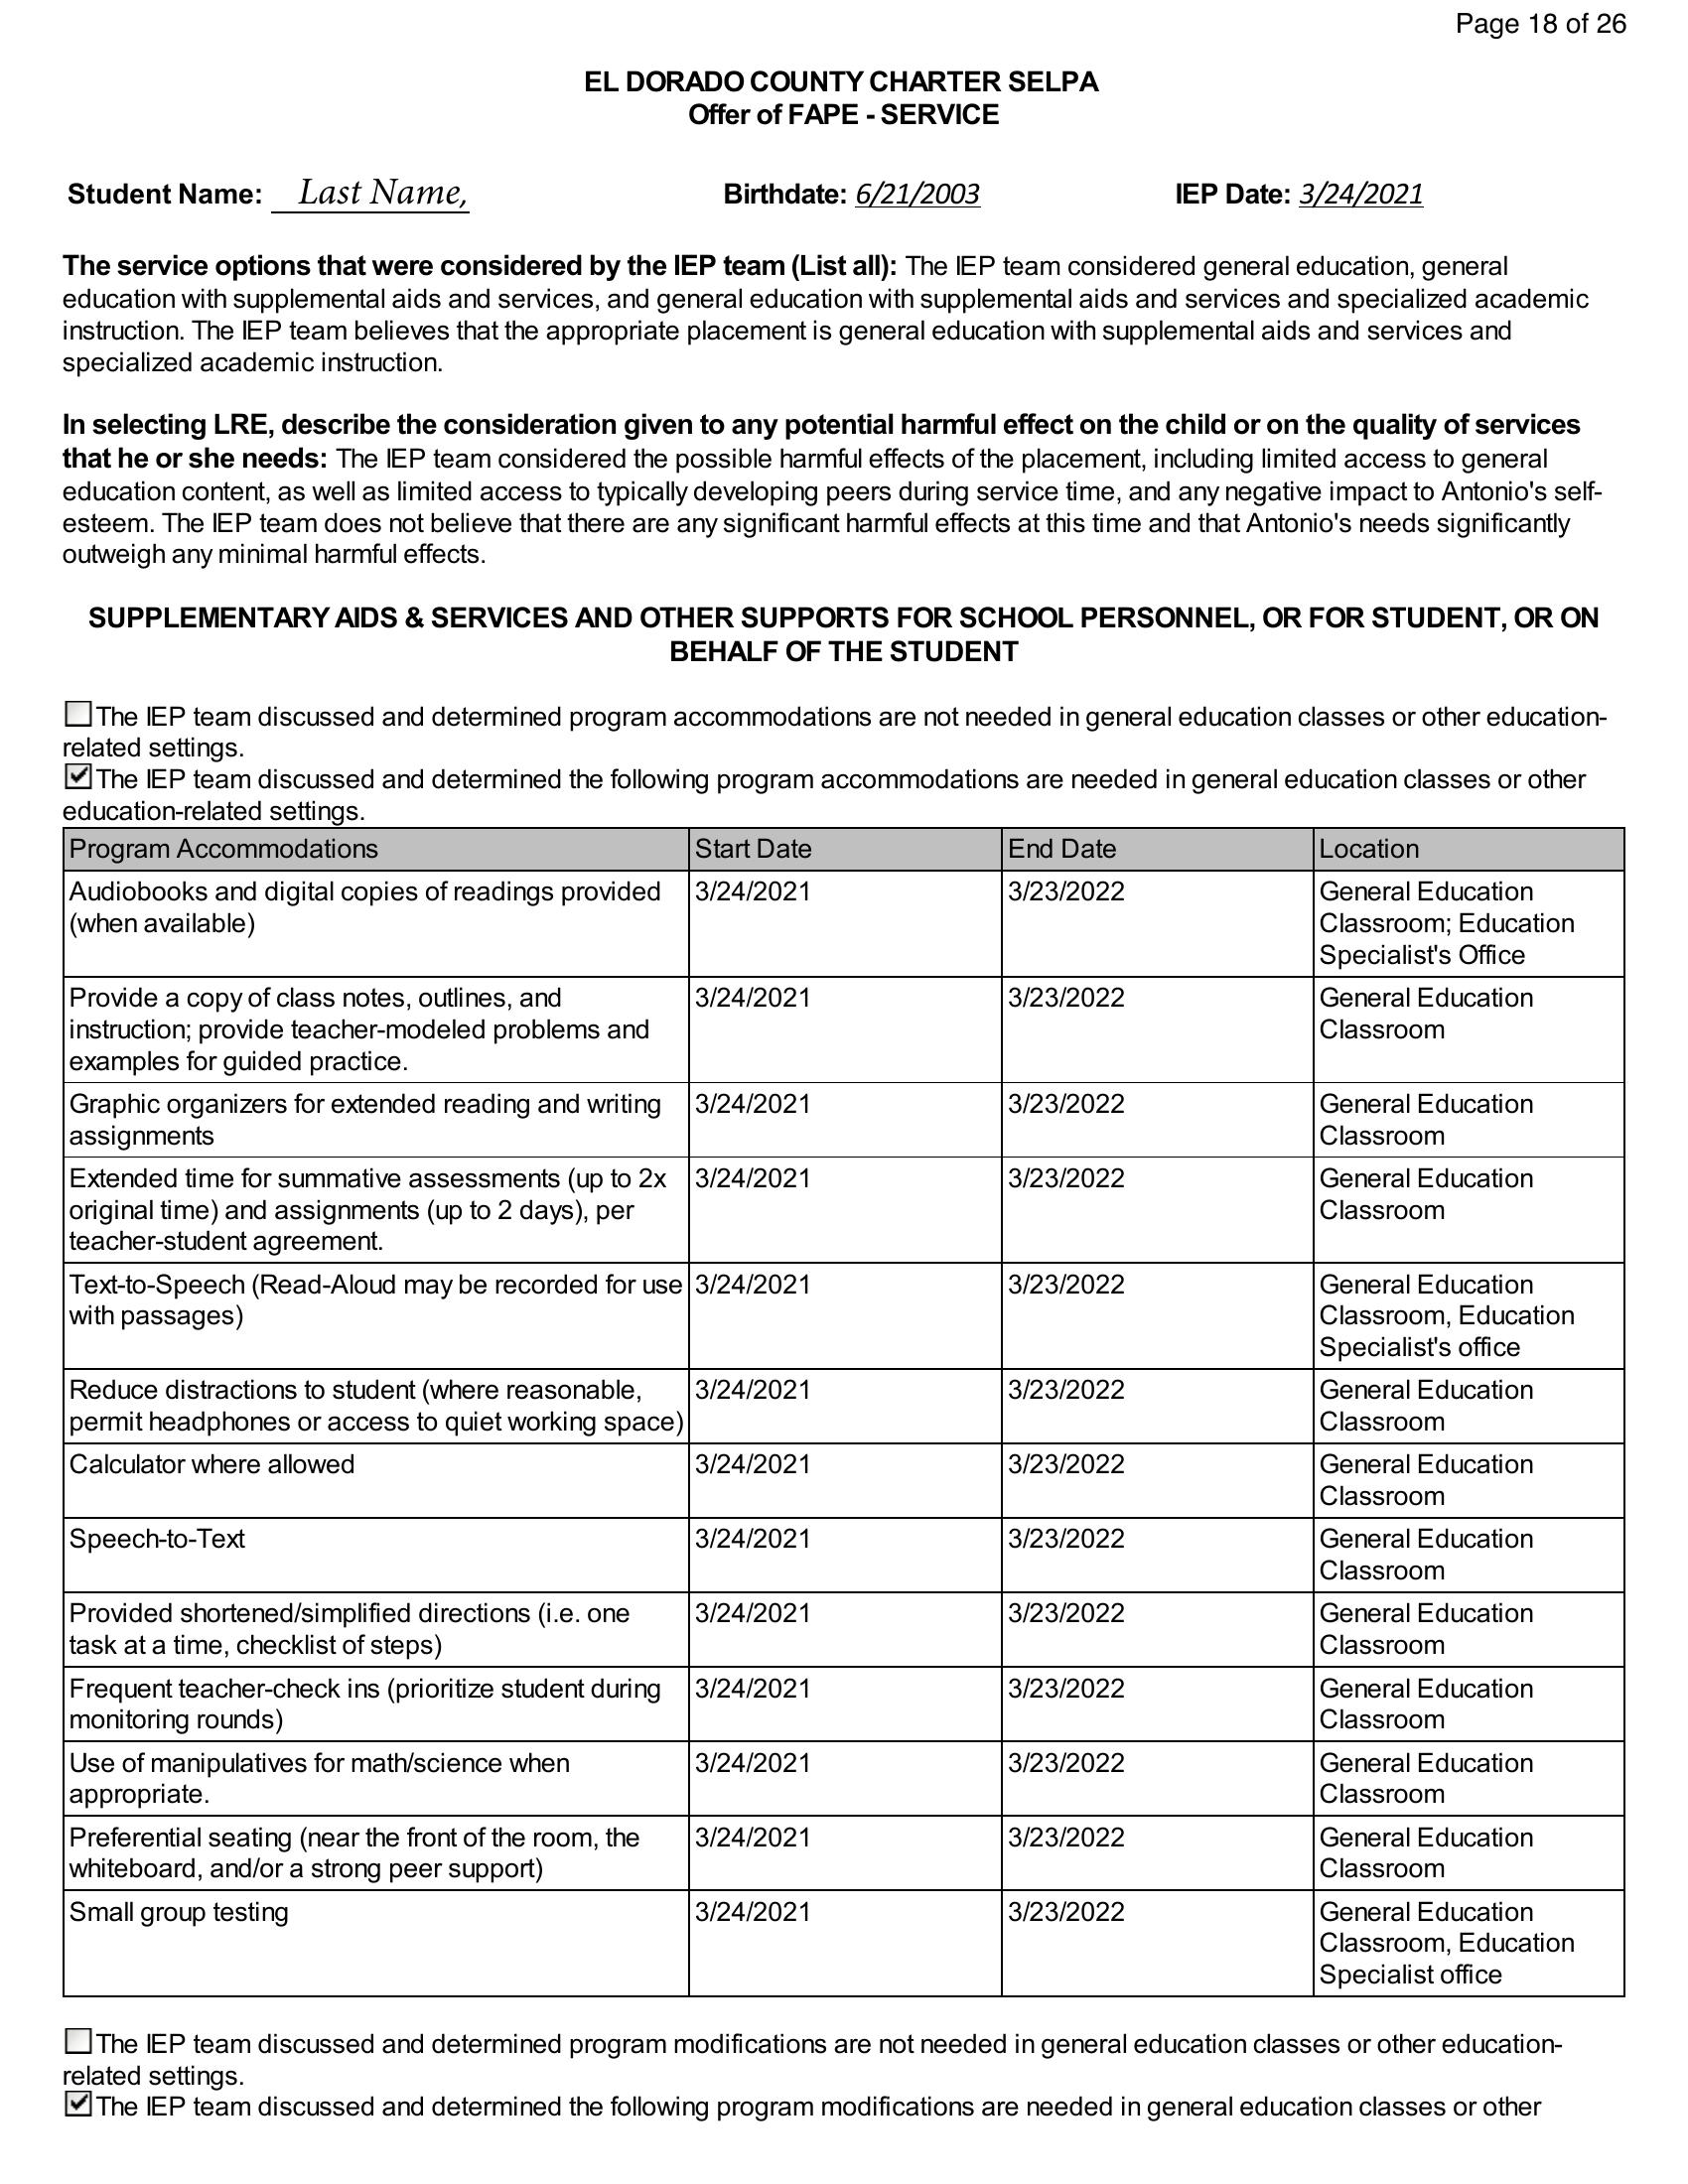 Page 18 of 26
EL DORADO COUNTY CHARTER SELPA
Offer of FAPE - SERVICE
Student Name: Last Name, Birthdate: 6/21/2003 IEP Date: 3/24/2021
The service options that were considered by the IEP team (List all): The IEP team considered general education, general
education with supplemental aids and services, and general education with supplemental aids and services and specialized academic
instruction. The IEP team believes that the appropriate placement is general education with supplemental aids and services and
specialized academic instruction.
In selecting LRE, describe the consideration given to any potential harmful effect on the child or on the quality of services
that he or she needs: The IEP team considered the possible harmful effects of the placement, including limited access to general
education content, as well as limited access to typically developing peers during service time, and any negative impact to Antonio's self-
esteem. The IEP team does not believe that there are any significant harmful effects at this time and that Antonio's needs significantly
outweigh any minimal harmful effects.
SUPPLEMENTARY AIDS & SERVICES AND OTHER SUPPORTS FOR SCHOOL PERSONNEL, OR FOR STUDENT, OR ON
BEHALF OF THE STUDENT
The IEP team discussed and determined program accommodations are not needed in general education classes or other education-
related settings.
The IEP team discussed and determined the following program accommodations are needed in general education classes or other
education-related settings.
Program Accommodations Start Date End Date Location
Audiobooks and digital copies of readings provided 3/24/2021 3/23/2022 General Education
(when available) Classroom; Education
Specialist's Office
Provide a copy of class notes, outlines, and 3/24/2021 3/23/2022 General Education
instruction; provide teacher-modeled problems and Classroom
examples for guided practice.
Graphic organizers for extended reading and writing 3/24/2021 3/23/2022 General Education
assignments Classroom
Extended time for summative assessments (up to 2x 3/24/2021 3/23/2022 General Education
original time) and assignments (up to 2 days), per Classroom
teacher-student agreement.
Text-to-Speech (Read-Aloud may be recorded for use 3/24/2021 3/23/2022 General Education
with passages) Classroom, Education
Specialist's office
Reduce distractions to student (where reasonable, 3/24/2021 3/23/2022 General Education
permit headphones or access to quiet working space) Classroom
Calculator where allowed 3/24/2021 3/23/2022 General Education
Classroom
Speech-to-Text 3/24/2021 3/23/2022 General Education
Classroom
Provided shortened/simplified directions (i.e. one 3/24/2021 3/23/2022 General Education
task at a time, checklist of steps) Classroom
Frequent teacher-check ins (prioritize student during 3/24/2021 3/23/2022 General Education
monitoring rounds) Classroom
Use of manipulatives for math/science when 3/24/2021 3/23/2022 General Education
appropriate. Classroom
Preferential seating (near the front of the room, the 3/24/2021 3/23/2022 General Education
whiteboard, and/or a strong peer support) Classroom
Small group testing 3/24/2021 3/23/2022 General Education
Classroom, Education
Specialist office
The IEP team discussed and determined program modifications are not needed in general education classes or other education-
related settings.
The IEP team discussed and determined the following program modifications are needed in general education classes or other